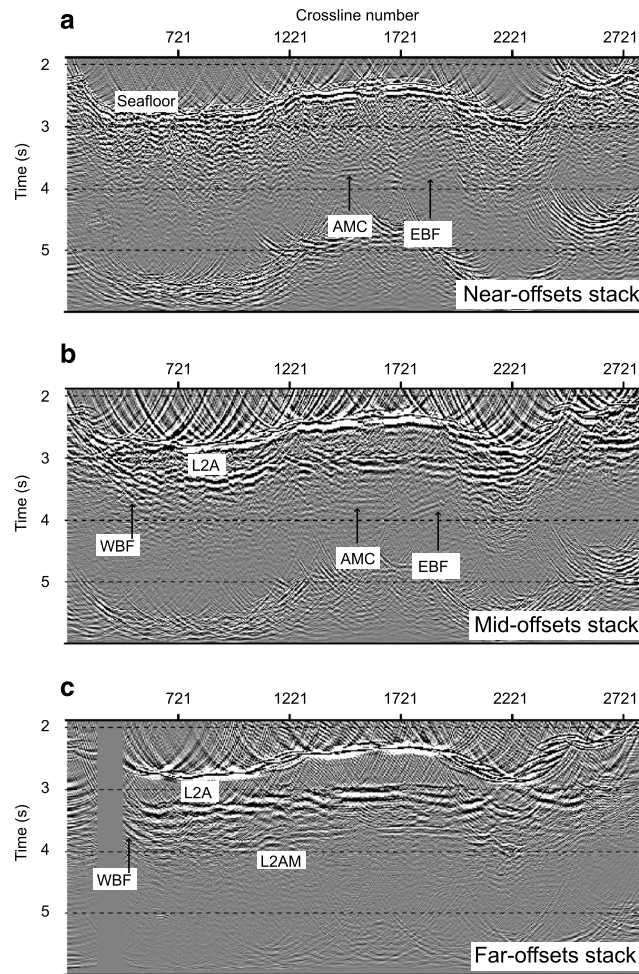 a
Crossline number
721 1221 1721 2221 2721
Time (s)
2
Seafloor
3
4
AMC
EBF
5
Near-offsets stack
b
721 1221 1721 2221 2721
Time (s)
2
L2A
3
4
WBF
AMC
EBF
5
Mid-offsets stack
c
721 1221 1721 2221 2721
Time (s)
2
3
L2A
4
L2AM
WBF
5
Far-offsets stack